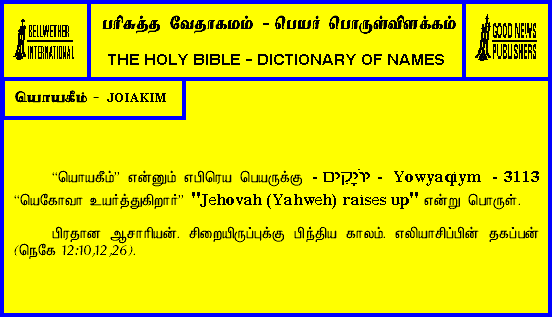 BELLWETHER
INTERNATIONAL
பரிசுத்த வேதாகமம் - பெயர் பொருள்விளக்கம்
THE HOLY BIBLE - DICTIONARY OF NAMES
GOOD NEWS
PUBLISHERS
யொயகீம் - JOIAKIM
“யொயகீம்” என்னும் எபிரெய பெயருக்கு - יוֹיָקִים - Yowyaqiym - 3113
“யெகோவா உயர்த்துகிறார்” "Jehovah (Yahweh) raises up" என்று பொருள்.
பிரதான ஆசாரியன். சிறையிருப்புக்கு பிந்திய காலம். எலியாசிப்பின் தகப்பன்
(நெகே 12:10,12,26).